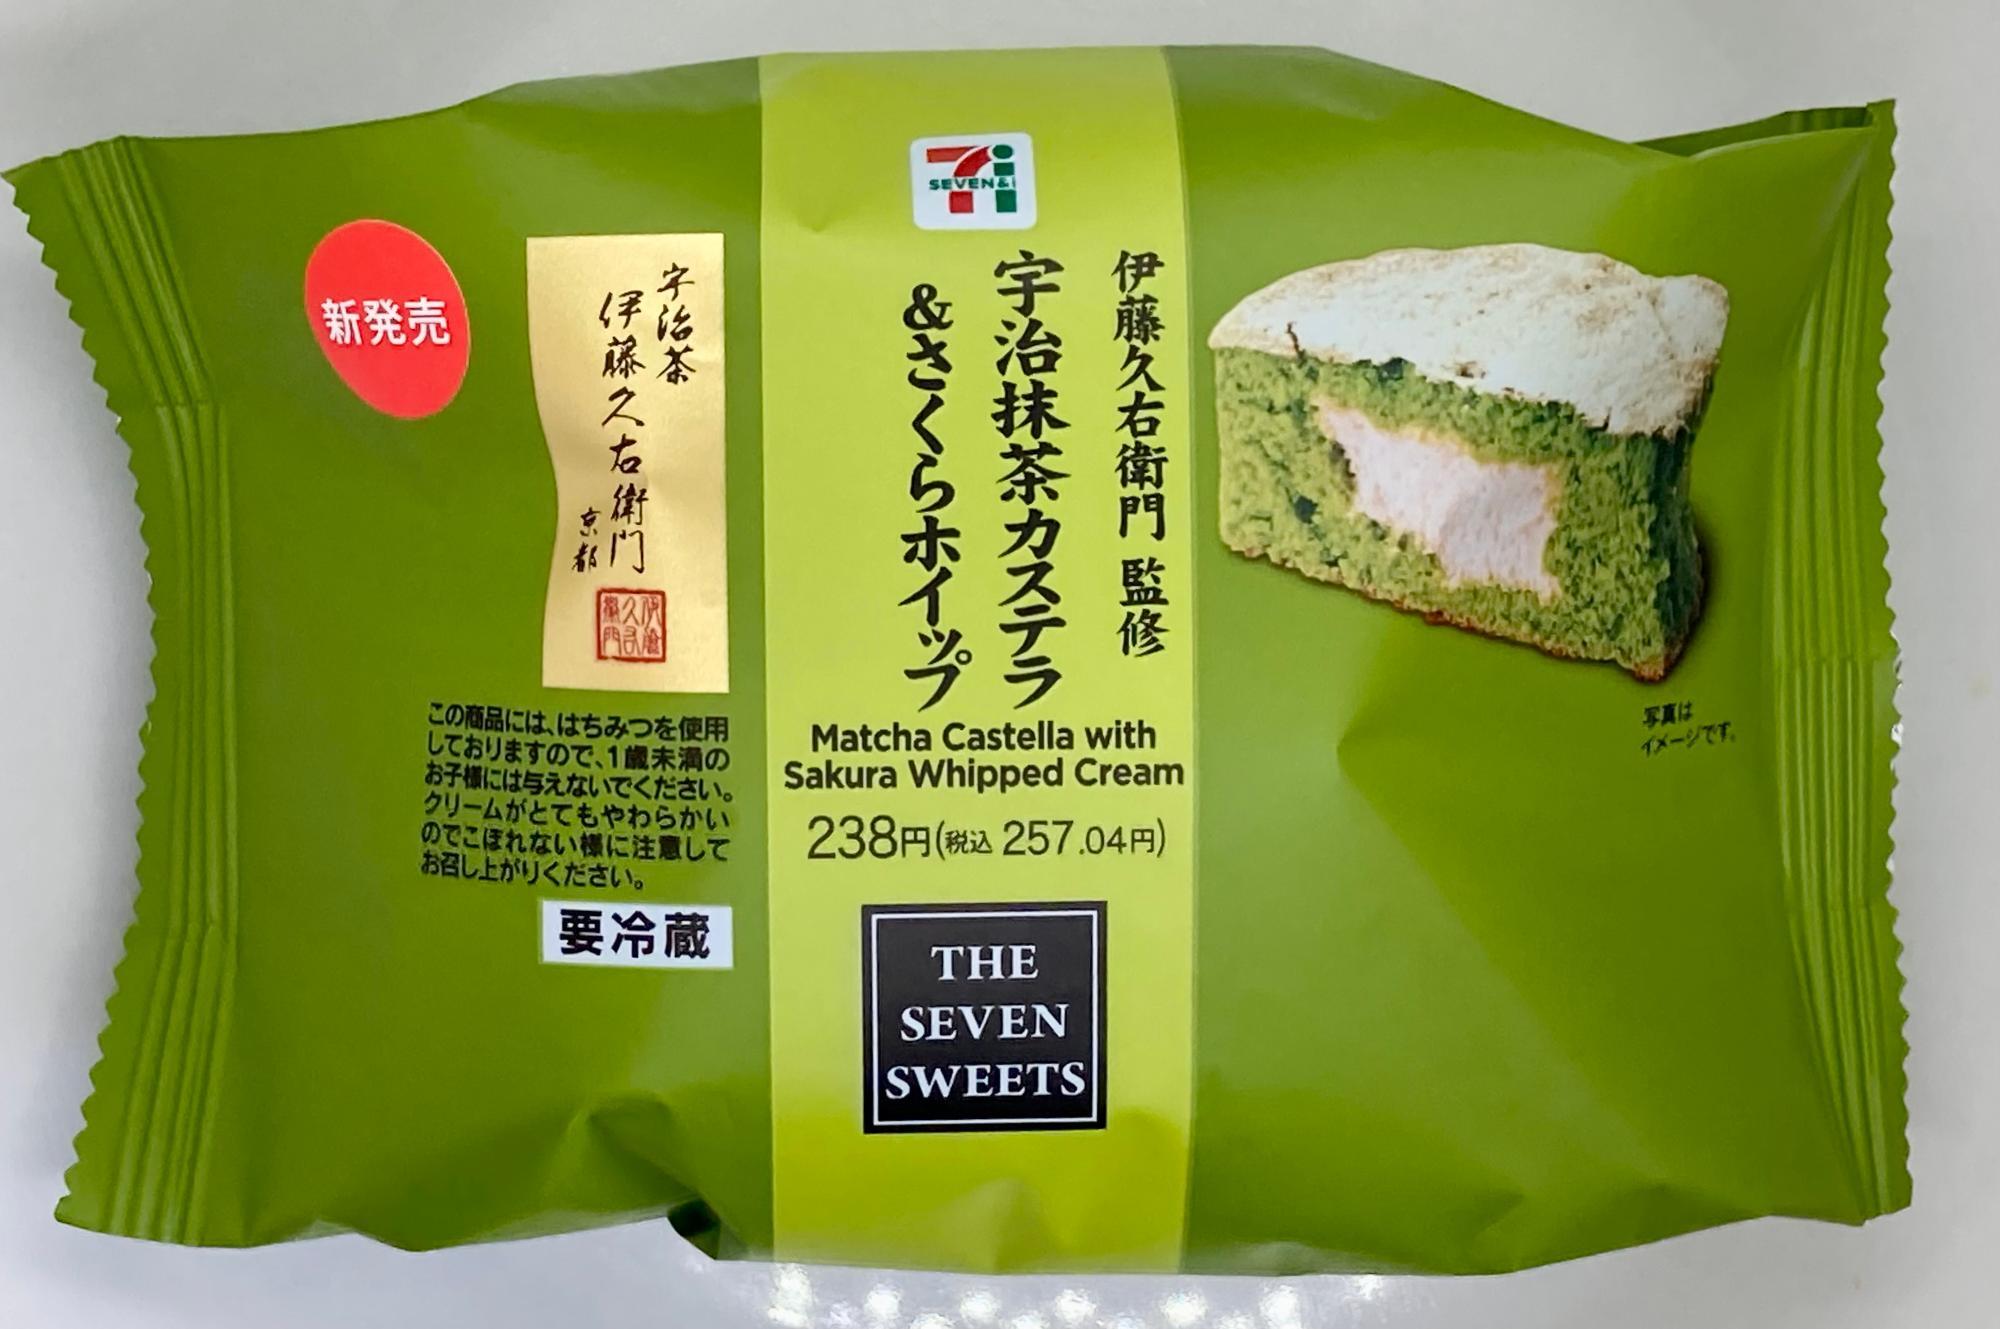 SEVEN&i
新発売
宇治茶
伊藤久右衛門
京都
伊藤久右衛門
伊藤久右衛門 監修
宇治抹茶カステラ
&さくらホイップ
Matcha Castella with
Sakura Whipped Cream
238円(税込 257.04円)
THE
SEVEN
SWEETS
この商品には、はちみつを使用
しておりますので、1歳未満の
お子様には与えないでください。
クリームがとてもやわらかい
のでこぼれない様に注意して
お召し上がりください。
要冷蔵
写真は
イメージです。